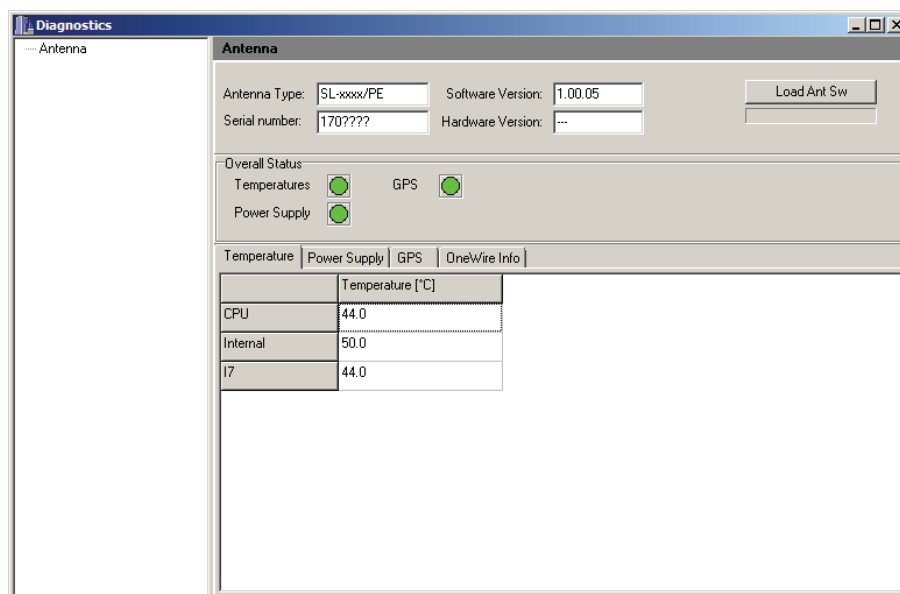 Diagnostics
Antenna
Antenna
Antenna Type: SL-xxxx/PE Software Version: 1.00.05 Load Ant Sw
Serial number: 170???? Hardware Version: ---
Overall Status
Temperatures GPS
Power Supply
Temperature Power Supply GPS OneWire Info
Temperature [°C]
CPU 44.0
Internal 50.0
I7 44.0